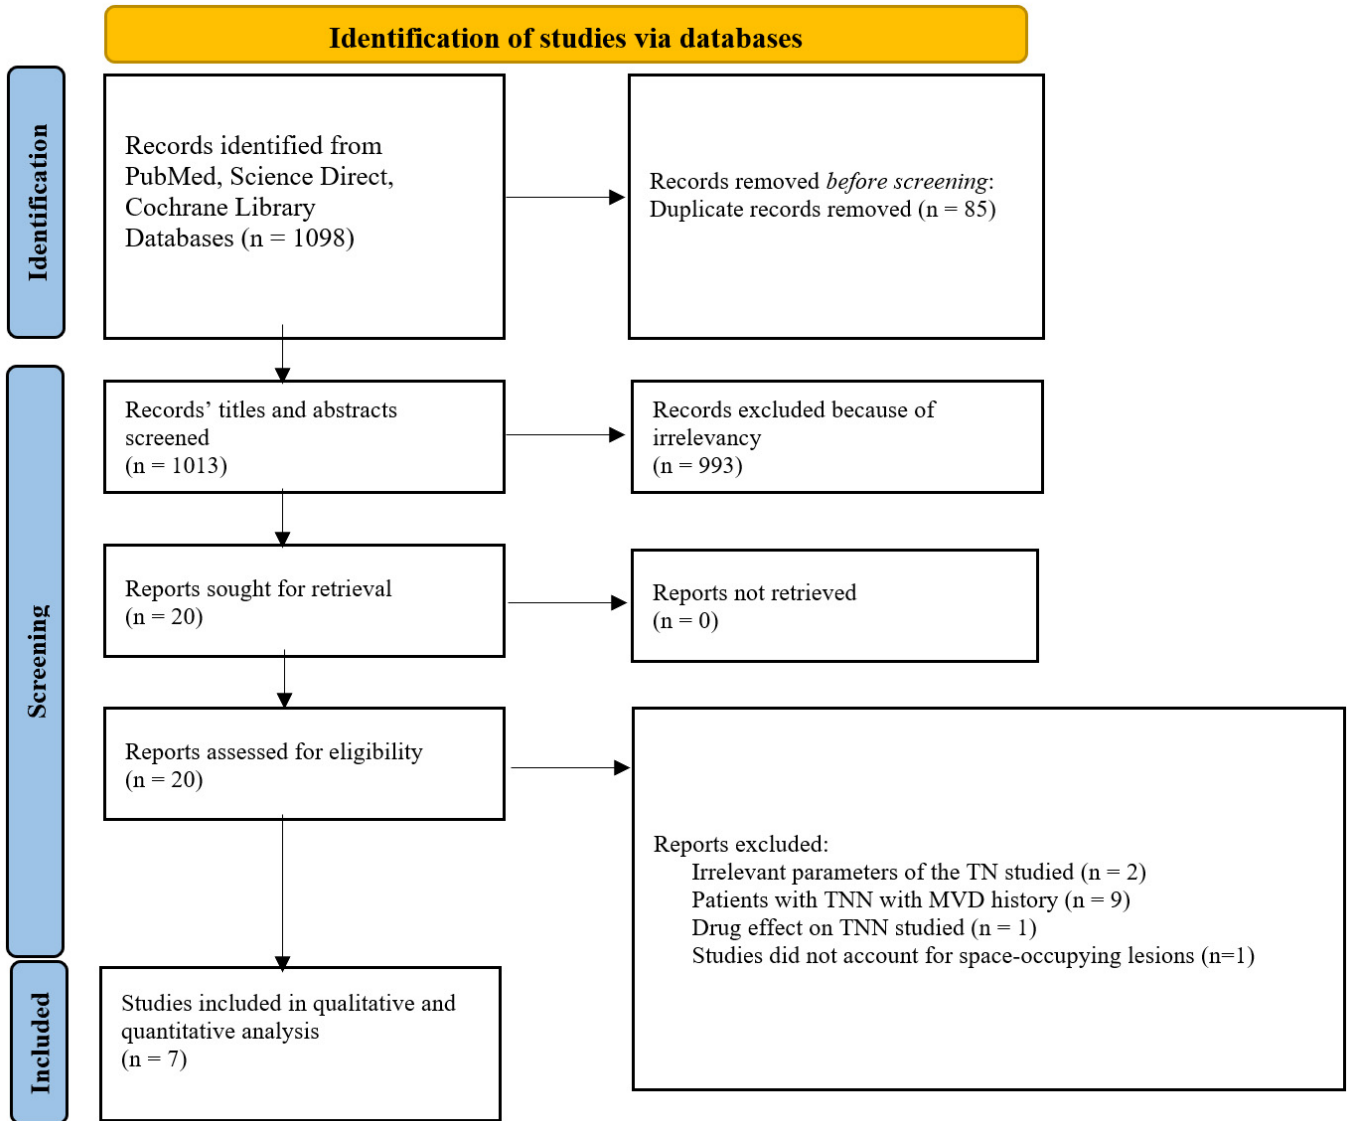 Identification of studies via databases
Identification
Records identified from
PubMed, Science Direct,
Cochrane Library
Databases (n = 1098)
Records removed before screening:
Duplicate records removed (n = 85)
Screening
Records’ titles and abstracts
screened
(n = 1013)
Records excluded because of
irrelevancy
(n = 993)
Reports sought for retrieval
(n = 20)
Reports not retrieved
(n = 0)
Reports assessed for eligibility
(n = 20)
Reports excluded:
Irrelevant parameters of the TN studied (n = 2)
Patients with TNN with MVD history (n = 9)
Drug effect on TNN studied (n = 1)
Studies did not account for space-occupying lesions (n=1)
Included
Studies included in qualitative and
quantitative analysis
(n = 7)